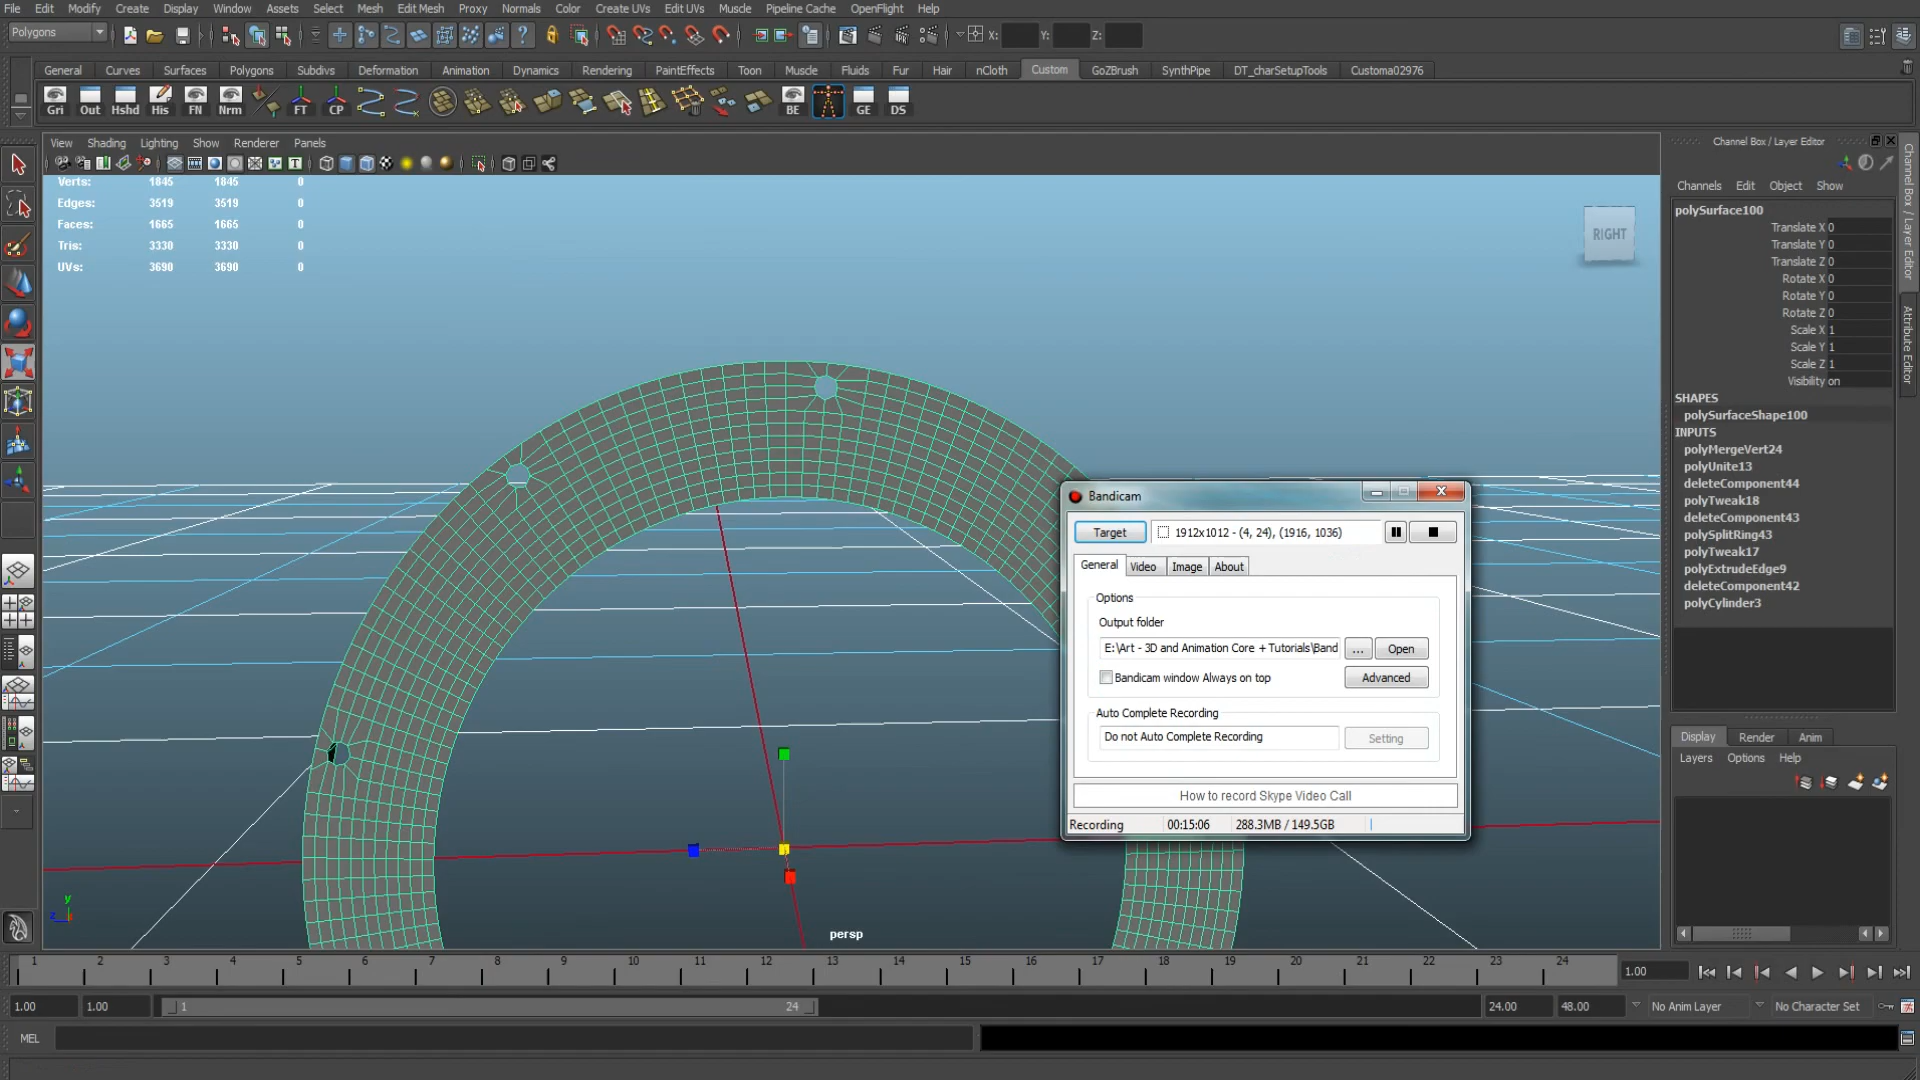 File Edit Modify Create Display Window Assets Select Mesh Edit Mesh Proxy Normals Color Create UVs Edit UVs Muscle Pipeline Cache OpenFlight Help
Polygons X: Y: Z:
General Curves Surfaces Polygons Subdivs Deformation Animation Dynamics Rendering PaintEffects Toon Muscle Fluids Fur Hair nCloth Custom GoZBrush SynthPipe DT_charSetupTools Customa02976
Gri Out Hshd His FN Nrm FT CP BE GE DS
View Shading Lighting Show Renderer Panels
Verts: 1845 1845 0
Edges: 3519 3519 0
Faces: 1665 1665 0
Tris: 3330 3330 0
UVs: 3690 3690 0
RIGHT
persp
y
z
Bandicam
Target 1912x1012 - (4, 24), (1916, 1036)
General Video Image About
Options
Output folder
E:\Art - 3D and Animation Core + Tutorials\Band ... Open
Bandicam window Always on top Advanced
Auto Complete Recording
Do not Auto Complete Recording Setting
How to record Skype Video Call
Recording 00:15:06 288.3MB / 149.5GB
Channel Box / Layer Editor
Channels Edit Object Show
polySurface100
Translate X 0
Translate Y 0
Translate Z 0
Rotate X 0
Rotate Y 0
Rotate Z 0
Scale X 1
Scale Y 1
Scale Z 1
Visibility on
SHAPES
polySurfaceShape100
INPUTS
polyMergeVert24
polyUnite13
deleteComponent44
polyTweak18
deleteComponent43
polySplitRing43
polyTweak17
polyExtrudeEdge9
deleteComponent42
polyCylinder3
Channel Box / Layer Editor
Attribute Editor
Display Render Anim
Layers Options Help
1 2 3 4 5 6 7 8 9 10 11 12 13 14 15 16 17 18 19 20 21 22 23 24 1.00
1.00 1.00 1 24 24.00 48.00 No Anim Layer No Character Set
MEL